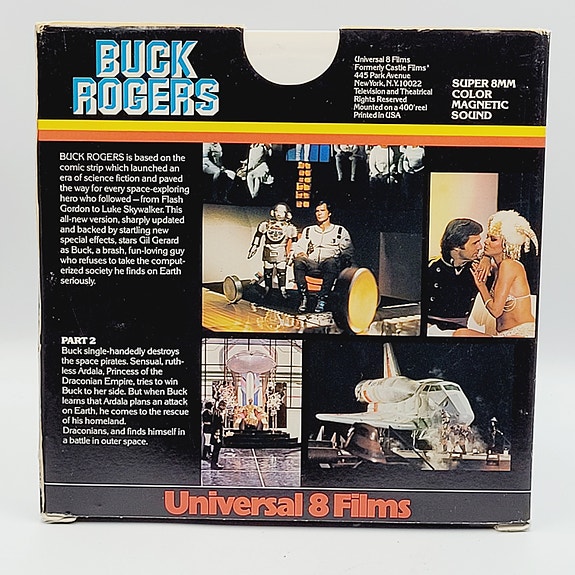 BUCK
ROGERS
Universal 8 Films
"Formerly Castle Films"
445 Park Avenue
New York, N.Y. 10022
Television and Theatrical
Rights Reserved
Mounted on a 400' reel
Printed in USA
SUPER 8MM
COLOR
MAGNETIC
SOUND
BUCK ROGERS is based on the
comic strip which launched an
era of science fiction and paved
the way for every space-exploring
hero who followed—from Flash
Gordon to Luke Skywalker. This
all-new version, sharply updated
and backed by startling new
special effects, stars Gil Gerard
as Buck, a brash, fun-loving guy
who refuses to take the comput-
erized society he finds on Earth
seriously.
PART 2
Buck single-handedly destroys
the space pirates. Sensual, ruth-
less Ardala, Princess of the
Draconian Empire, tries to win
Buck to her side. But when Buck
learns that Ardala plans an attack
on Earth, he comes to the rescue
of his homeland.
Draconians, and finds himself in
a battle in outer space.
Universal 8 Films